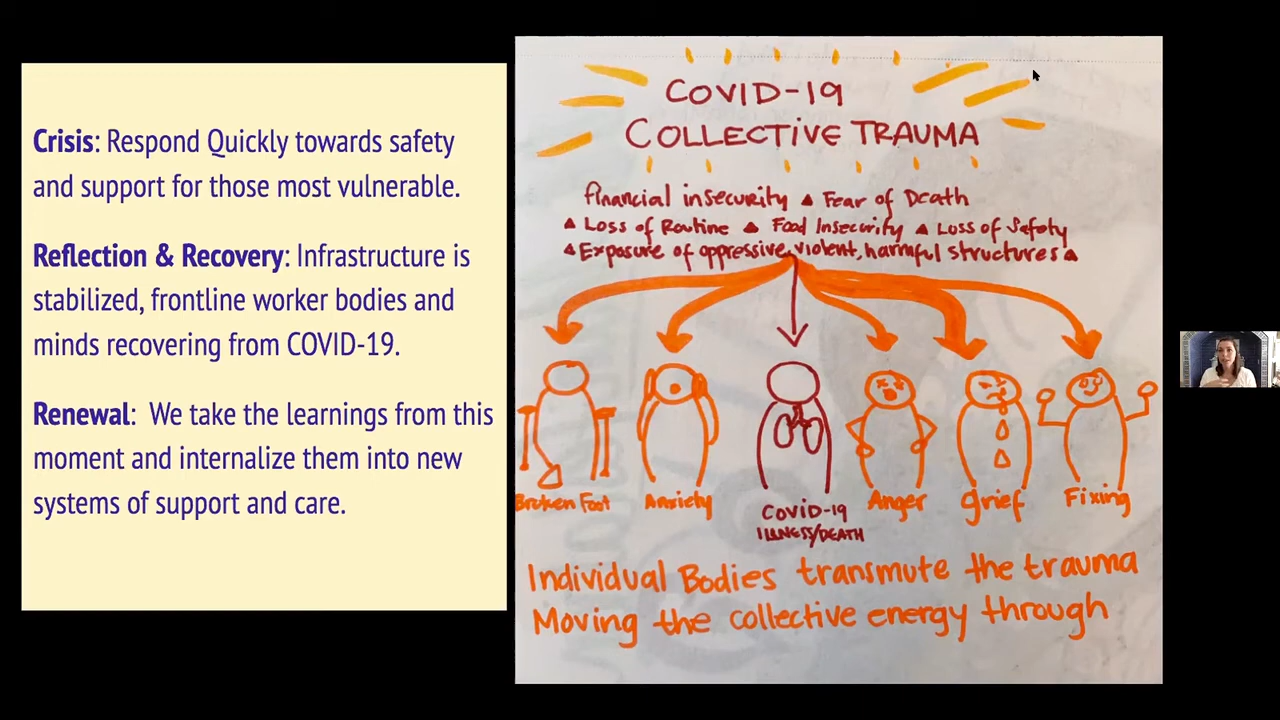 Crisis: Respond Quickly towards safety
and support for those most vulnerable.
Reflection & Recovery: Infrastructure is
stabilized, frontline worker bodies and
minds recovering from COVID-19.
Renewal: We take the learnings from this
moment and internalize them into new
systems of support and care.
COVID-19
COLLECTIVE TRAUMA
financial insecurity ▲ Fear of Death
▲ Loss of Routine ▲ Food Insecurity ▲ Loss of Safety
▲ Exposure of oppressive, violent, harmful structures ▲
Broken Foot
Anxiety
COVID-19
ILLNESS/DEATH
Anger
grief
Fixing
Individual Bodies transmute the trauma
Moving the collective energy through